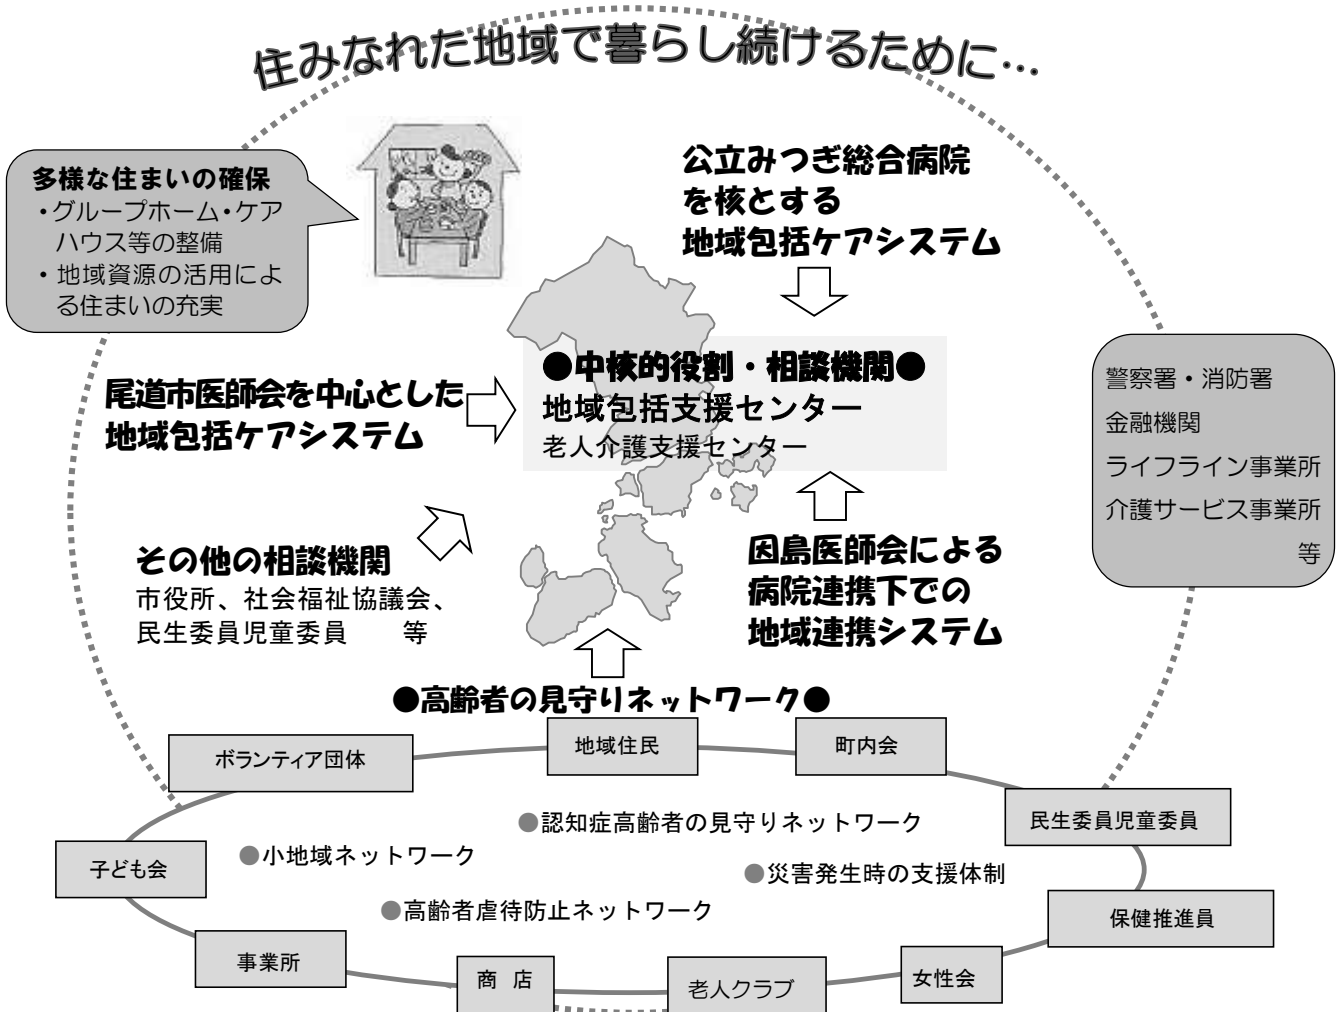 住みなれた地域で暮らし続けるために…
多様な住まいの確保
・グループホーム・ケア
ハウス等の整備
・地域資源の活用によ
る住まいの充実
公立みつぎ総合病院
を核とする
地域包括ケアシステム
●中核的役割・相談機関●
地域包括支援センター
老人介護支援センター
尾道市医師会を中心とした
地域包括ケアシステム
警察署・消防署
金融機関
ライフライン事業所
介護サービス事業所
等
その他の相談機関
市役所、社会福祉協議会、
民生委員児童委員　　等
因島医師会による
病院連携下での
地域連携システム
●高齢者の見守りネットワーク●
ボランティア団体
地域住民
町内会
民生委員児童委員
●認知症高齢者の見守りネットワーク
●小地域ネットワーク
子ども会
●災害発生時の支援体制
●高齢者虐待防止ネットワーク
保健推進員
事業所
商　店
老人クラブ
女性会